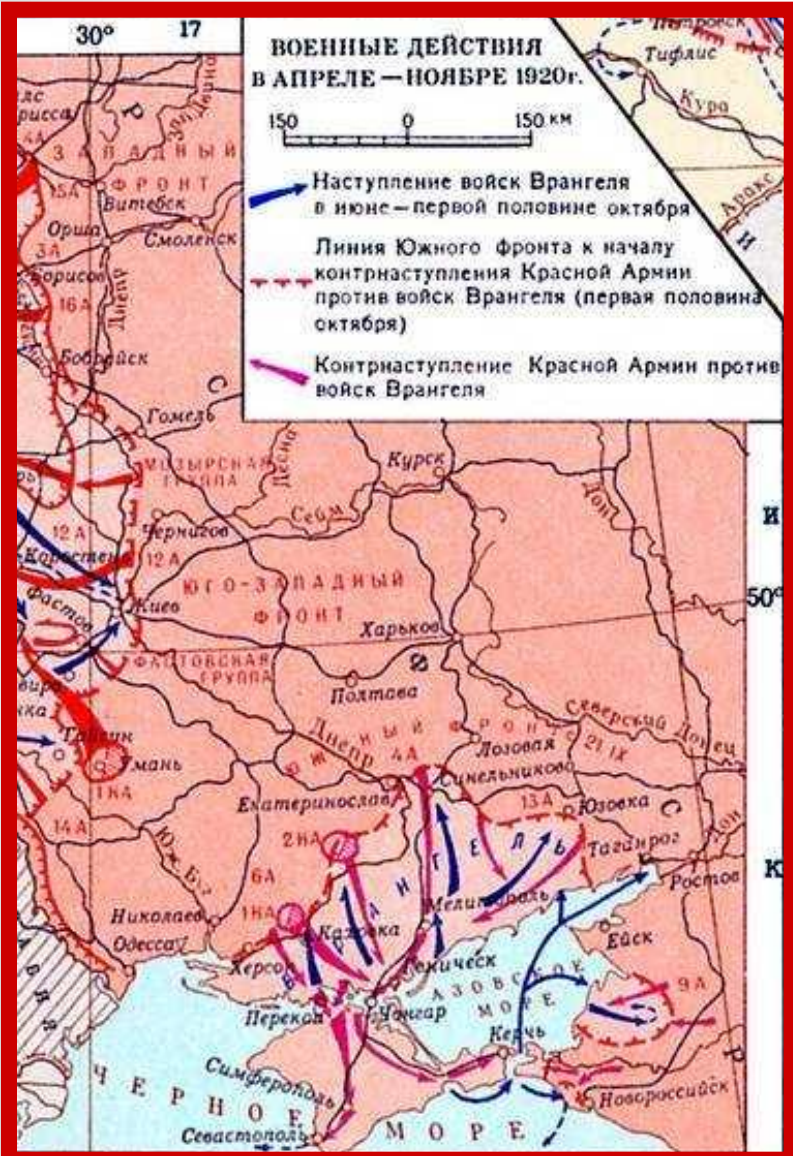 30°
17
ВОЕННЫЕ ДЕЙСТВИЯ
В АПРЕЛЕ — НОЯБРЕ 1920г.
150 0 150 км
Наступление войск Врангеля
в июне — первой половине октября
Линия Южного фронта к началу
контрнаступления Красной Армии
против войск Врангеля (первая половина
октября)
Контрнаступление Красной Армии против
войск Врангеля
Тифлис
Кура
Аракс
И
ЗАПАДНЫЙ
ФРОНТ
15А
Витебск
Орша
Смоленск
3А
Борисов
16А
Днепр
Бобруйск
С
Гомель
МОЗЫРСКАЯ
ГРУППА
Десна
Курск
Сейм
Дон
И
12А
Чернигов
Коростень
12А
ЮГО-ЗАПАДНЫЙ
ФРОНТ
50°
Киев
Фастов
Харьков
Ф
ФАСТОВСКАЯ
ГРУППА
Полтава
Северский Донец
Днепр
ЮЖНЫЙ ФРОНТ
21 IX
Лозовая
4А
Синельниково
Умань
1КА
Екатеринослав
13А
Юзовка
С
Дон
14А
2КА
Таганрог
ВРАНГЕЛЬ
Ростов
К
6А
1КА
Мелитополь
Николаев
Каховка
Одесса
Херсон
Геническ
Ейск
АЗОВСКОЕ
МОРЕ
9А
Перекоп
Чонгар
Керчь
Р
Симферополь
Новороссийск
ЧЕРНОЕ
МОРЕ
Севастополь